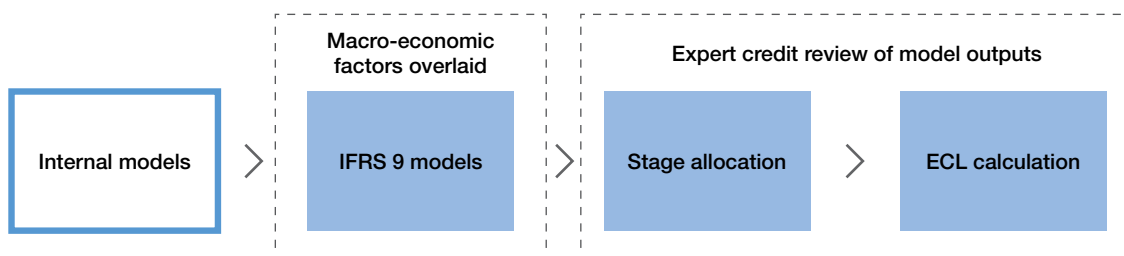 Macro-economic
factors overlaid
Expert credit review of model outputs
Internal models
IFRS 9 models
Stage allocation
ECL calculation